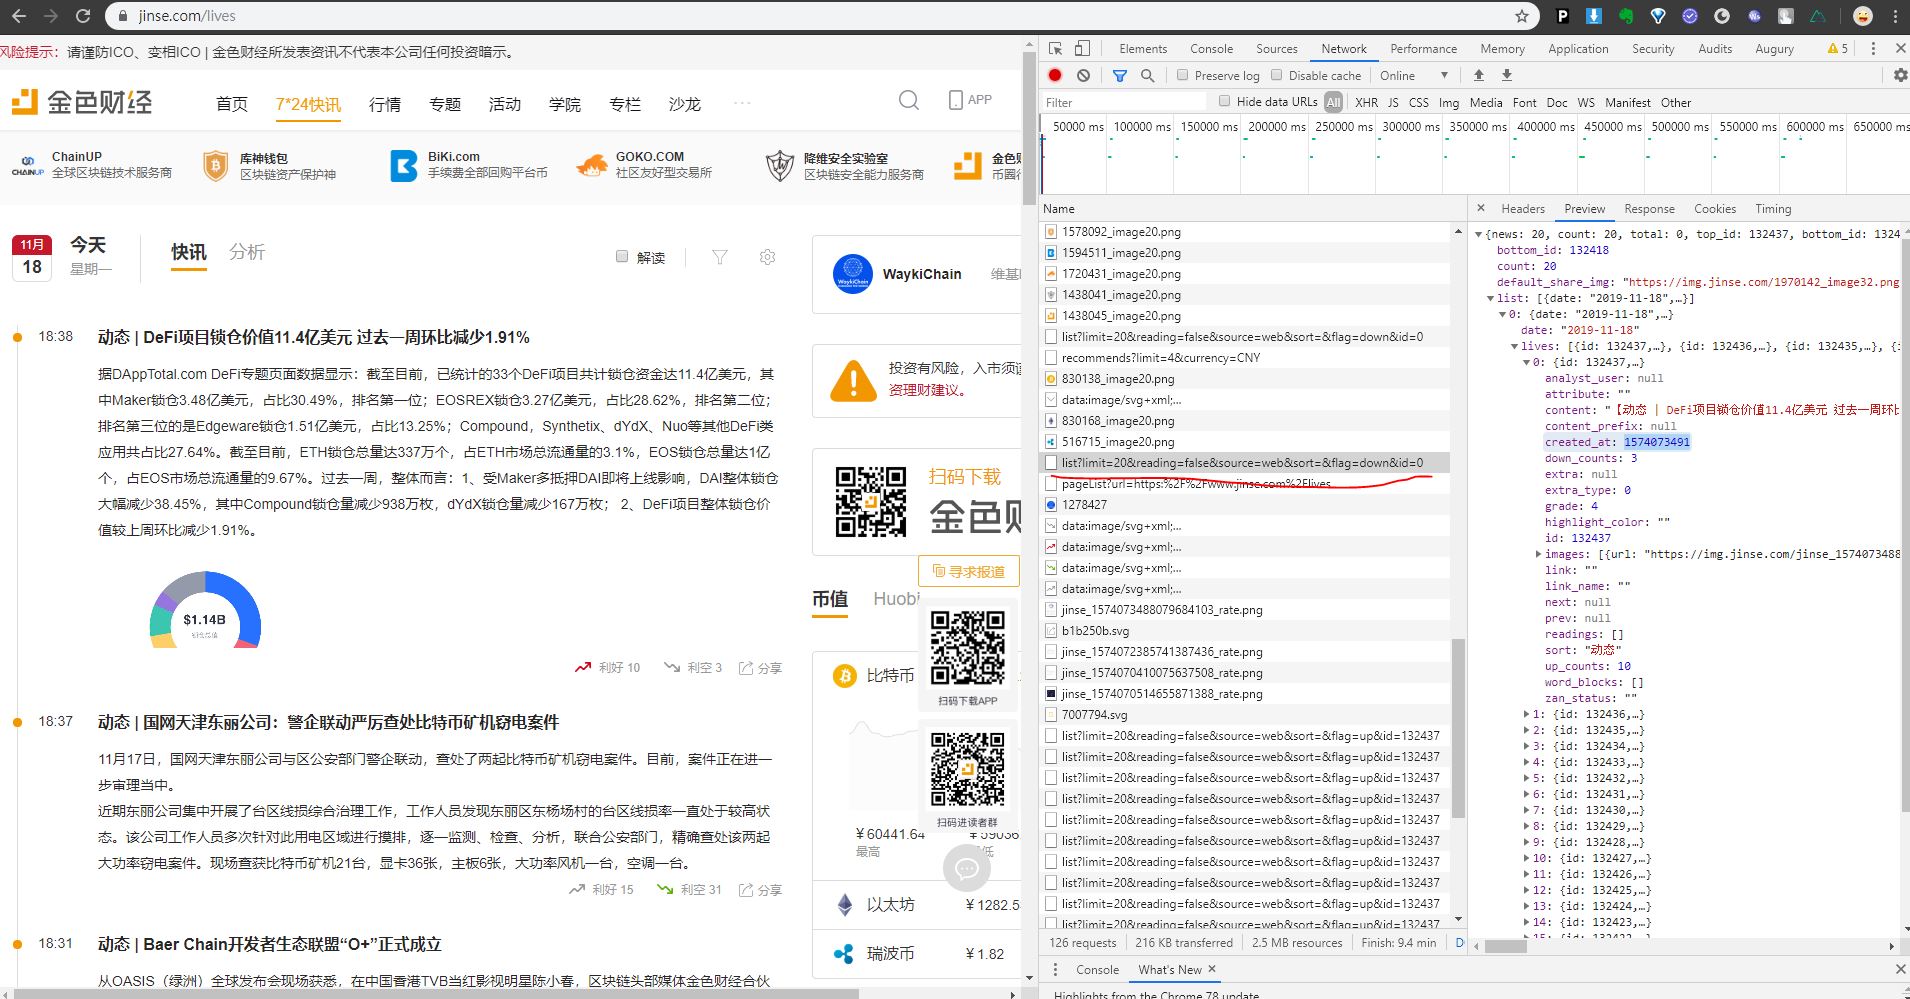 jinse.com/lives
风险提示：请谨防ICO、变相ICO | 金色财经所发表资讯不代表本公司任何投资暗示。
金色财经
首页 7*24快讯 行情 专题 活动 学院 专栏 沙龙 ··· APP
ChainUP
全球区块链技术服务商
库神钱包
区块链资产保护神
BiKi.com
手续费全部回购平台币
GOKO.COM
社区友好型交易所
降维安全实验室
区块链安全能力服务商
11月
18
今天
星期一
快讯 分析
解读
WaykiChain
18:38
动态 | DeFi项目锁仓价值11.4亿美元 过去一周环比减少1.91%
据DAppTotal.com DeFi专题页面数据显示：截至目前，已统计的33个DeFi项目共计锁仓资金达11.4亿美元，其
中Maker锁仓3.48亿美元，占比30.49%，排名第一位；EOSREX锁仓3.27亿美元，占比28.62%，排名第二位；
排名第三位的是Edgeware锁仓1.51亿美元，占比13.25%；Compound，Synthetix、dYdX、Nuo等其他DeFi类
应用共占比27.64%。截至目前，ETH锁仓总量达337万个，占ETH市场总流通量的3.1%，EOS锁仓总量达1亿
个，占EOS市场总流通量的9.67%。过去一周，整体而言：1、受Maker多抵押DAI即将上线影响，DAI整体锁仓
大幅减少38.45%，其中Compound锁仓量减少938万枚，dYdX锁仓量减少167万枚； 2、DeFi项目整体锁仓价
值较上周环比减少1.91%。
$1.14B
利好 10 利空 3 分享
18:37
动态 | 国网天津东丽公司：警企联动严厉查处比特币矿机窃电案件
11月17日，国网天津东丽公司与区公安部门警企联动，查处了两起比特币矿机窃电案件。目前，案件正在进一
步审理当中。
近期东丽公司集中开展了台区线损综合治理工作，工作人员发现东丽区东杨场村的台区线损率一直处于较高状
态。该公司工作人员多次针对此用电区域进行摸排，逐一监测、检查、分析，联合公安部门，精确查处该两起
大功率窃电案件。现场查获比特币矿机21台，显卡36张，主板6张，大功率风机一台，空调一台。
利好 15 利空 31 分享
18:31
动态 | Baer Chain开发者生态联盟“O+”正式成立
从OASIS（绿洲）全球发布会现场获悉，在中国香港TVB当红影视明星陈小春，区块链头部媒体金色财经合伙
投资有风险，入市须谨
资理财建议。
扫码下载
金色财
寻求报道
扫码下载APP
扫码进读者群
币值 Huobi
比特币
¥60441.64
最高
以太坊 ¥1282.5
瑞波币 ¥1.82
Elements Console Sources Network Performance Memory Application Security Audits Augury 5
Preserve log Disable cache Online
Filter Hide data URLs All XHR JS CSS Img Media Font Doc WS Manifest Other
50000 ms 100000 ms 150000 ms 200000 ms 250000 ms 300000 ms 350000 ms 400000 ms 450000 ms 500000 ms 550000 ms 600000 ms 650000 ms
Name
1578092_image20.png
1594511_image20.png
1720431_image20.png
1438041_image20.png
1438045_image20.png
list?limit=20&reading=false&source=web&sort=&flag=down&id=0
recommends?limit=4&currency=CNY
830138_image20.png
data:image/svg+xml;...
830168_image20.png
516715_image20.png
list?limit=20&reading=false&source=web&sort=&flag=down&id=0
pageList?url=https:%2F%2Fwww.jinse.com%2Flives
1278427
data:image/svg+xml;...
data:image/svg+xml;...
data:image/svg+xml;...
data:image/svg+xml;...
jinse_1574073488079684103_rate.png
b1b250b.svg
jinse_1574072385741387436_rate.png
jinse_1574070410075637508_rate.png
jinse_1574070514655871388_rate.png
7007794.svg
list?limit=20&reading=false&source=web&sort=&flag=up&id=132437
list?limit=20&reading=false&source=web&sort=&flag=up&id=132437
list?limit=20&reading=false&source=web&sort=&flag=up&id=132437
list?limit=20&reading=false&source=web&sort=&flag=up&id=132437
list?limit=20&reading=false&source=web&sort=&flag=up&id=132437
list?limit=20&reading=false&source=web&sort=&flag=up&id=132437
list?limit=20&reading=false&source=web&sort=&flag=up&id=132437
list?limit=20&reading=false&source=web&sort=&flag=up&id=132437
list?limit=20&reading=false&source=web&sort=&flag=up&id=132437
list?limit=20&reading=false&source=web&sort=&flag=up&id=132437
126 requests 216 KB transferred 2.5 MB resources Finish: 9.4 min D
Headers Preview Response Cookies Timing
{news: 20, count: 20, total: 0, top_id: 132437, bottom_id: 1324
bottom_id: 132418
count: 20
default_share_img: "https://img.jinse.com/1970142_image32.png
list: [{date: "2019-11-18",…}]
0: {date: "2019-11-18",…}
date: "2019-11-18"
lives: [{id: 132437,…}, {id: 132436,…}, {id: 132435,…}, {i
0: {id: 132437,…}
analyst_user: null
attribute: ""
content: "【动态 | DeFi项目锁仓价值11.4亿美元 过去一周环比
content_prefix: null
created_at: 1574073491
down_counts: 3
extra: null
extra_type: 0
grade: 4
highlight_color: ""
id: 132437
images: [{url: "https://img.jinse.com/jinse_1574073488
link: ""
link_name: ""
next: null
prev: null
readings: []
sort: "动态"
up_counts: 10
word_blocks: []
zan_status: ""
1: {id: 132436,…}
2: {id: 132435,…}
3: {id: 132434,…}
4: {id: 132433,…}
5: {id: 132432,…}
6: {id: 132431,…}
7: {id: 132430,…}
8: {id: 132429,…}
9: {id: 132428,…}
10: {id: 132427,…}
11: {id: 132426,…}
12: {id: 132425,…}
13: {id: 132424,…}
14: {id: 132423,…}
Console What's New
Highlights from the Chrome 78 update